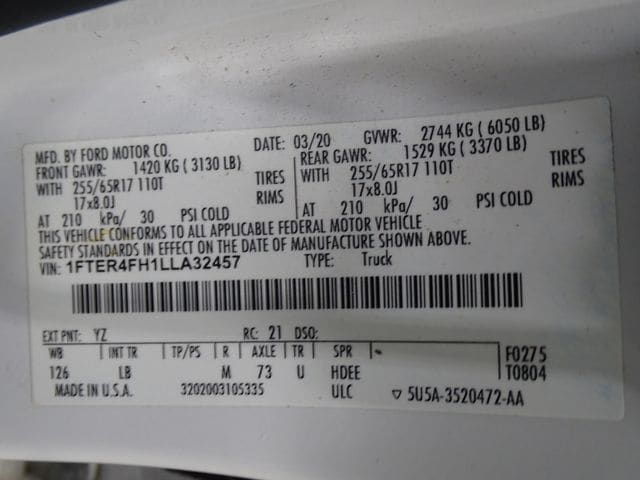 MFD. BY FORD MOTOR CO. DATE: 03/20 GVWR: 2744 KG ( 6050 LB)
FRONT GAWR: 1420 KG ( 3130 LB) REAR GAWR: 1529 KG ( 3370 LB)
WITH 255/65R17 110T TIRES WITH 255/65R17 110T TIRES
17x8.0J RIMS 17x8.0J RIMS
AT 210 kPa/ 30 PSI COLD AT 210 kPa/ 30 PSI COLD
THIS VEHICLE CONFORMS TO ALL APPLICABLE FEDERAL MOTOR VEHICLE
SAFETY STANDARDS IN EFFECT ON THE DATE OF MANUFACTURE SHOWN ABOVE.
VIN: 1FTER4FH1LLA32457 TYPE: Truck
EXT PNT: YZ RC: 21 DSO:
WB INT TR TP/PS R AXLE TR SPR F0275
126 LB M 73 U HDEE T0804
MADE IN U.S.A. 3202003105335 ULC ▽ 5U5A-3520472-AA